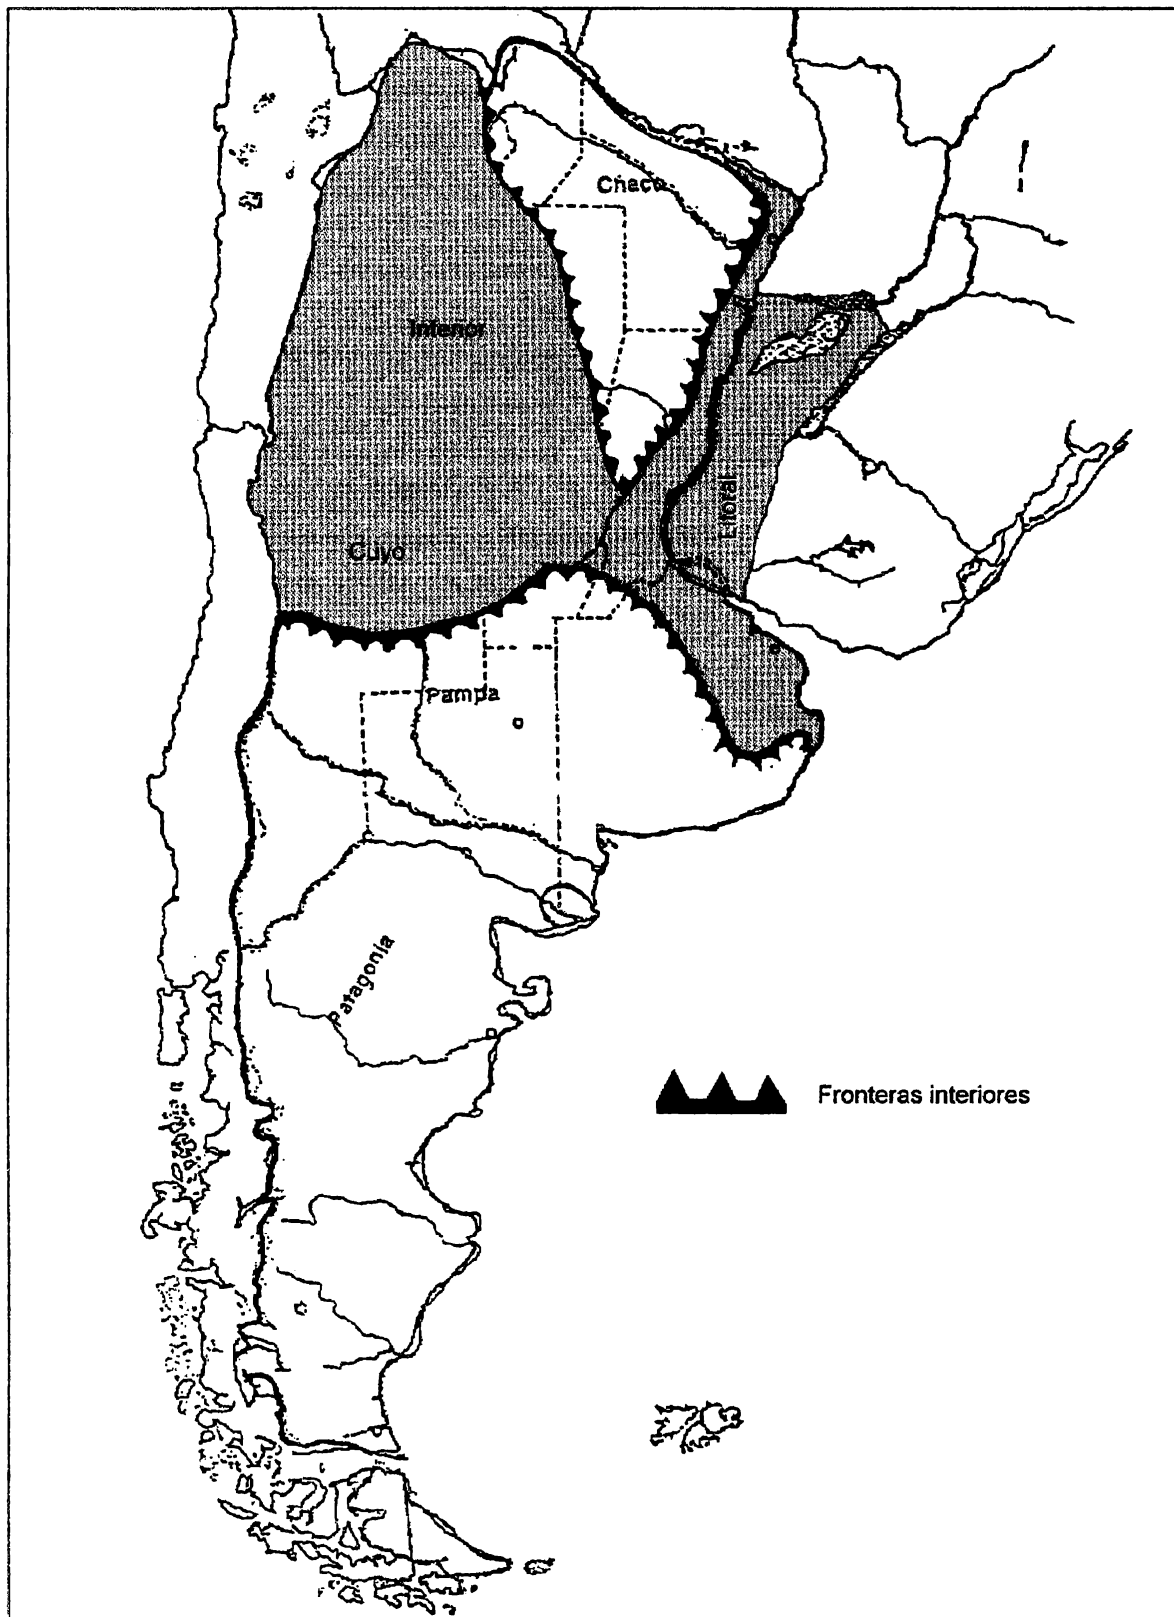 Chaco
Interior
Litoral
Cuyo
Pampa
Patagonia
Fronteras interiores